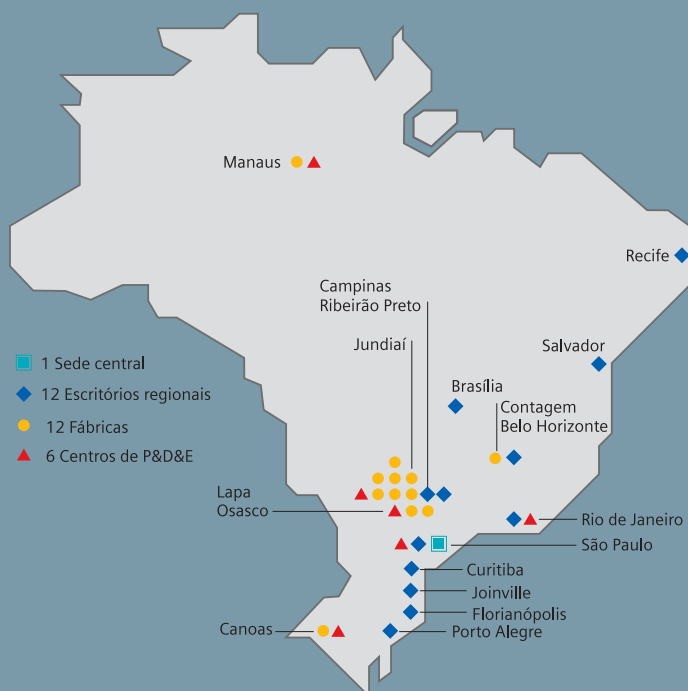 Manaus
Recife
Campinas
Ribeirão Preto
Jundiaí
Salvador
1 Sede central
12 Escritórios regionais
12 Fábricas
6 Centros de P&D&E
Brasília
Contagem
Belo Horizonte
Lapa
Osasco
Rio de Janeiro
São Paulo
Curitiba
Joinville
Florianópolis
Canoas
Porto Alegre